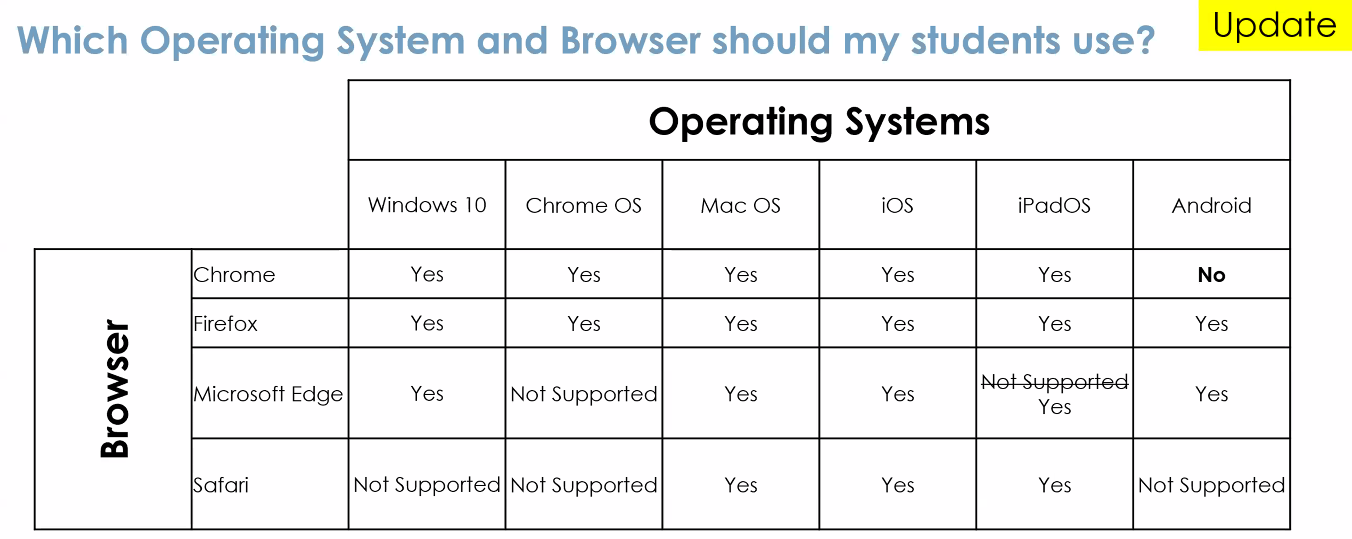 Which Operating System and Browser should my students use?
Update
Operating Systems
Windows 10 Chrome OS Mac OS iOS iPadOS Android
Browser
Chrome Yes Yes Yes Yes Yes No
Firefox Yes Yes Yes Yes Yes Yes
Microsoft Edge Yes Not Supported Yes Yes Not Supported Yes Yes
Safari Not Supported Not Supported Yes Yes Yes Not Supported